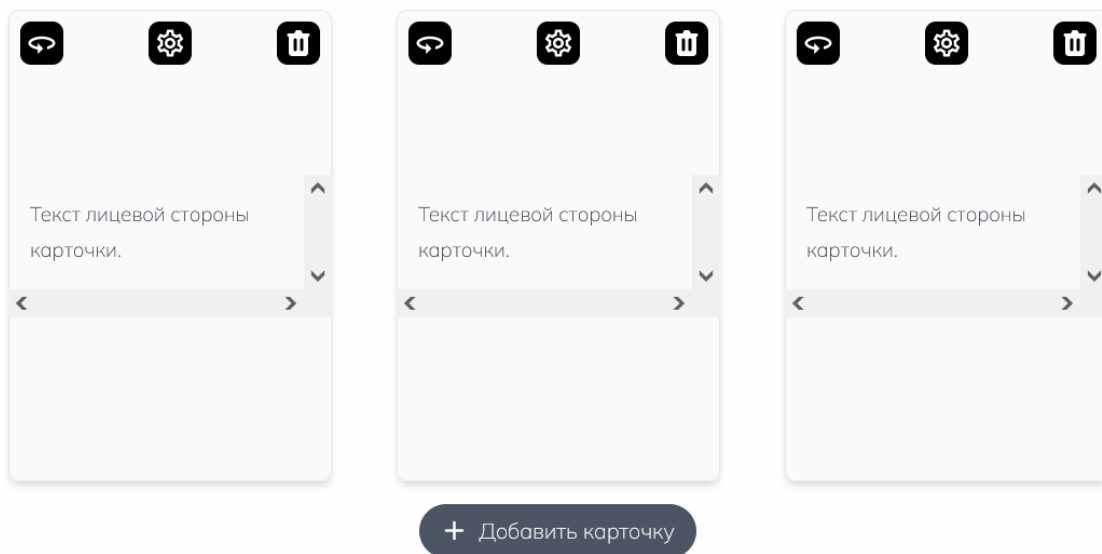 Текст лицевой стороны
карточки.
Текст лицевой стороны
карточки.
Текст лицевой стороны
карточки.
+ Добавить карточку